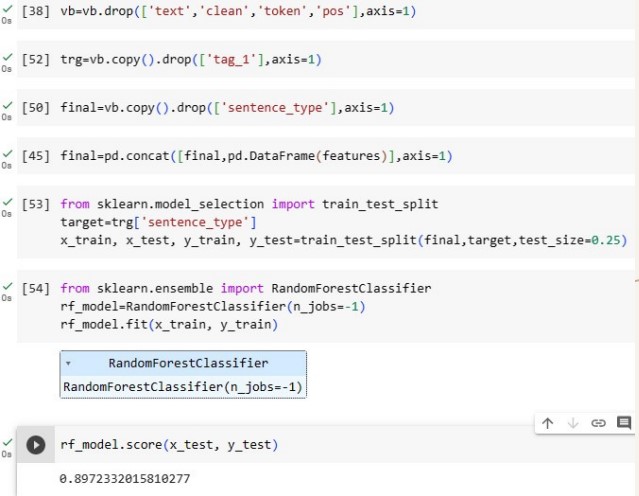 [38] vb=vb.drop(['text','clean','token','pos'],axis=1)
0s
[52] trg=vb.copy().drop(['tag_1'],axis=1)
0s
[50] final=vb.copy().drop(['sentence_type'],axis=1)
0s
[45] final=pd.concat([final,pd.DataFrame(features)],axis=1)
0s
[53] from sklearn.model_selection import train_test_split
0s
target=trg['sentence_type']
x_train, x_test, y_train, y_test=train_test_split(final,target,test_size=0.25)
[54] from sklearn.ensemble import RandomForestClassifier
0s
rf_model=RandomForestClassifier(n_jobs=-1)
rf_model.fit(x_train, y_train)
RandomForestClassifier
RandomForestClassifier(n_jobs=-1)
rf_model.score(x_test, y_test)
0s
0.8972332015810277